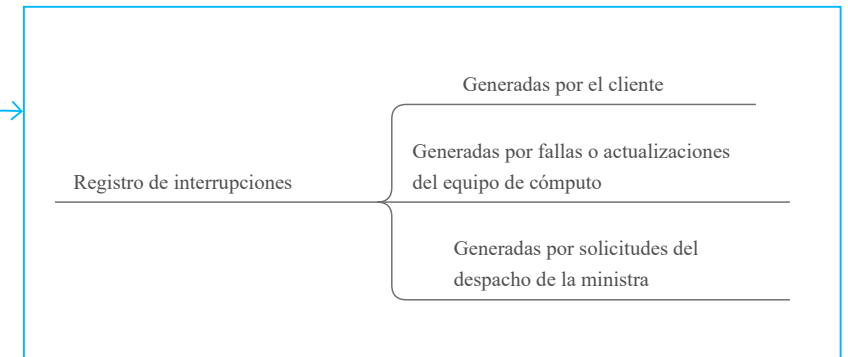 Generadas por el cliente
Generadas por fallas o actualizaciones
del equipo de cómputo
Registro de interrupciones
Generadas por solicitudes del
despacho de la ministra